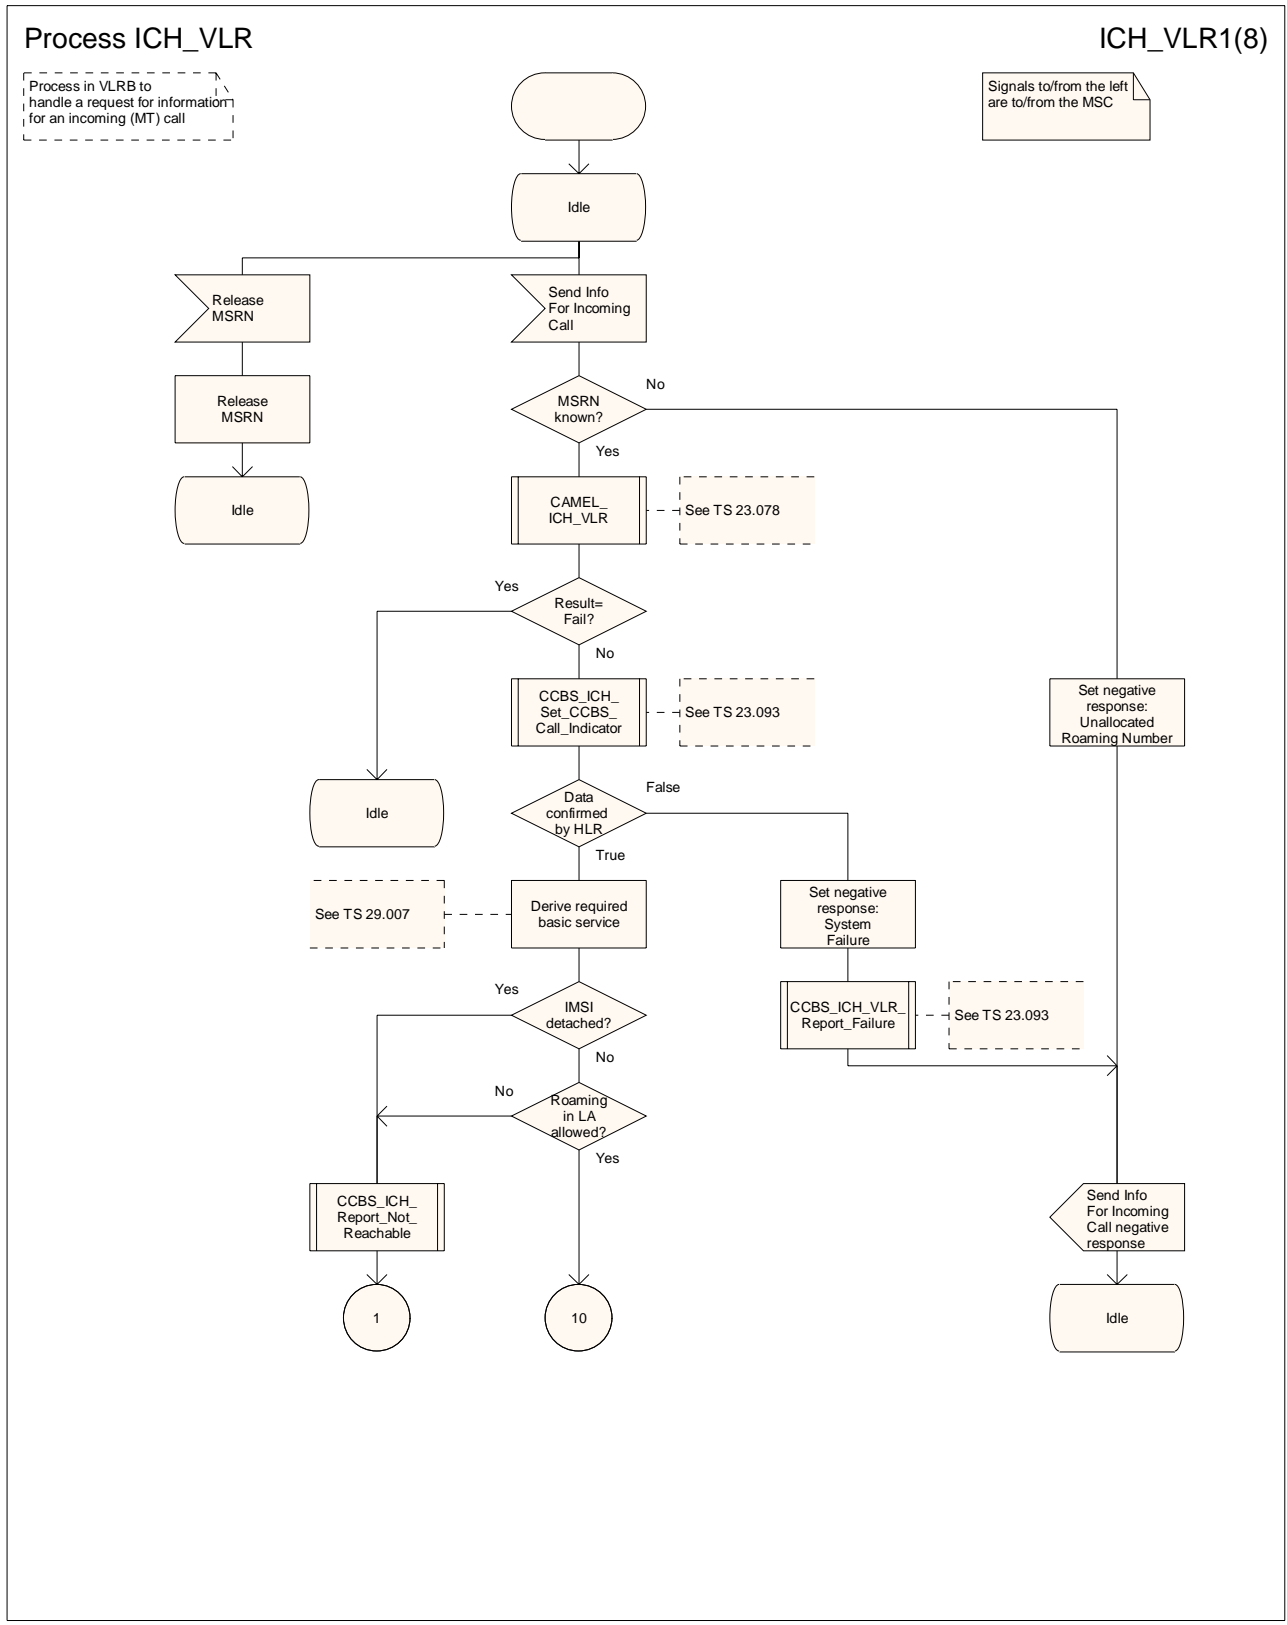 Process ICH_VLR
ICH_VLR1(8)
Process in VLRB to
handle a request for information
for an incoming (MT) call
Signals to/from the left
are to/from the MSC
Idle
Release
MSRN
Send Info
For Incoming
Call
Release
MSRN
MSRN
known?
No
Yes
Idle
CAMEL_
ICH_VLR
See TS 23.078
Yes
Result=
Fail?
No
CCBS_ICH_
Set_CCBS_
Call_Indicator
See TS 23.093
Set negative
response:
Unallocated
Roaming Number
Idle
Data
confirmed
by HLR
False
True
See TS 29.007
Derive required
basic service
Set negative
response:
System
Failure
Yes
IMSI
detached?
No
CCBS_ICH_VLR_
Report_Failure
See TS 23.093
No
Roaming
in LA
allowed?
Yes
CCBS_ICH_
Report_Not_
Reachable
Send Info
For Incoming
Call negative
response
1
10
Idle